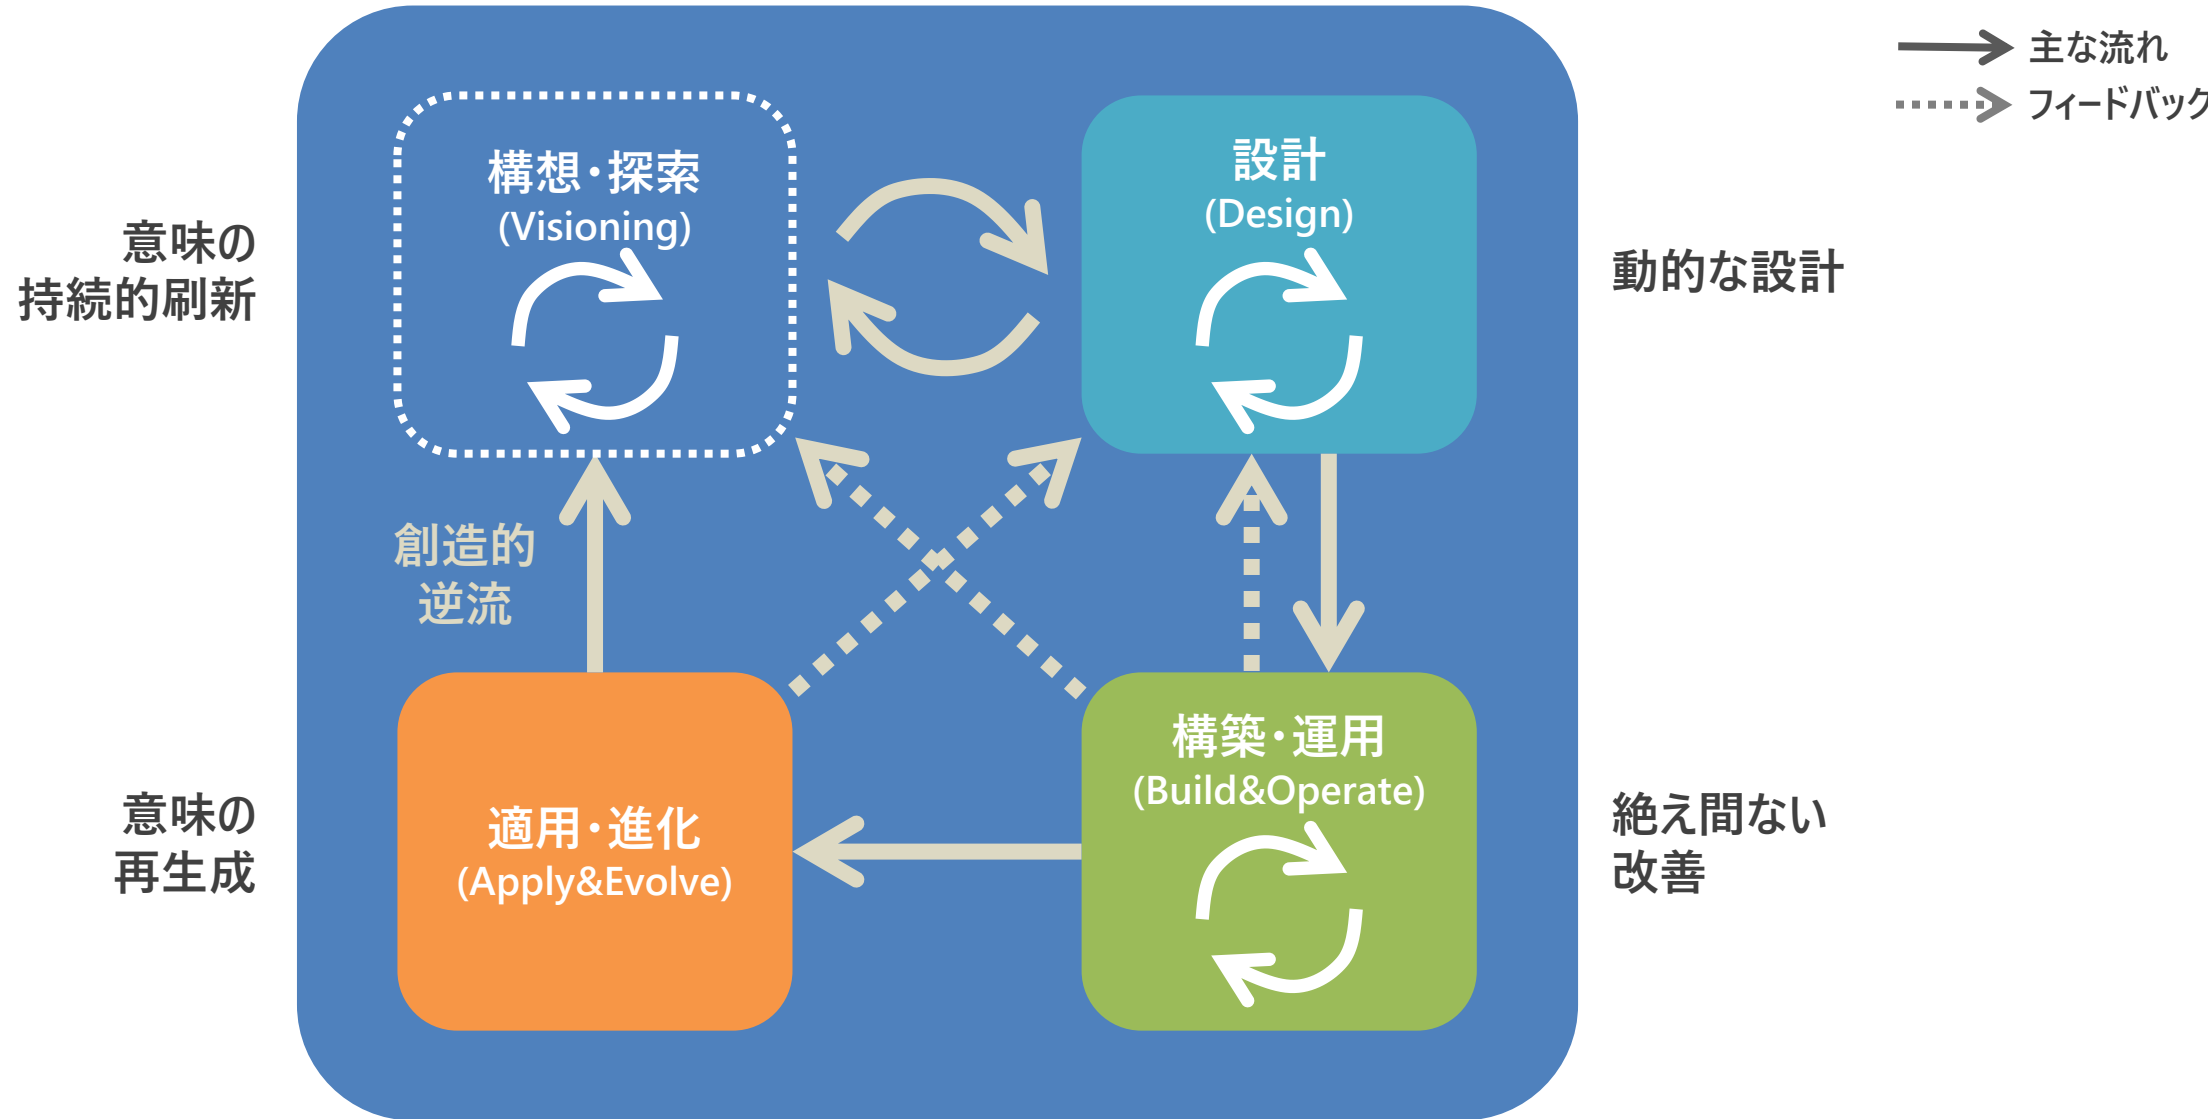 主な流れ
フィードバック
構想・探索
(Visioning)
設計
(Design)
意味の
持続的刷新
動的な設計
創造的
逆流
適用・進化
(Apply&Evolve)
構築・運用
(Build&Operate)
意味の
再生成
絶え間ない
改善